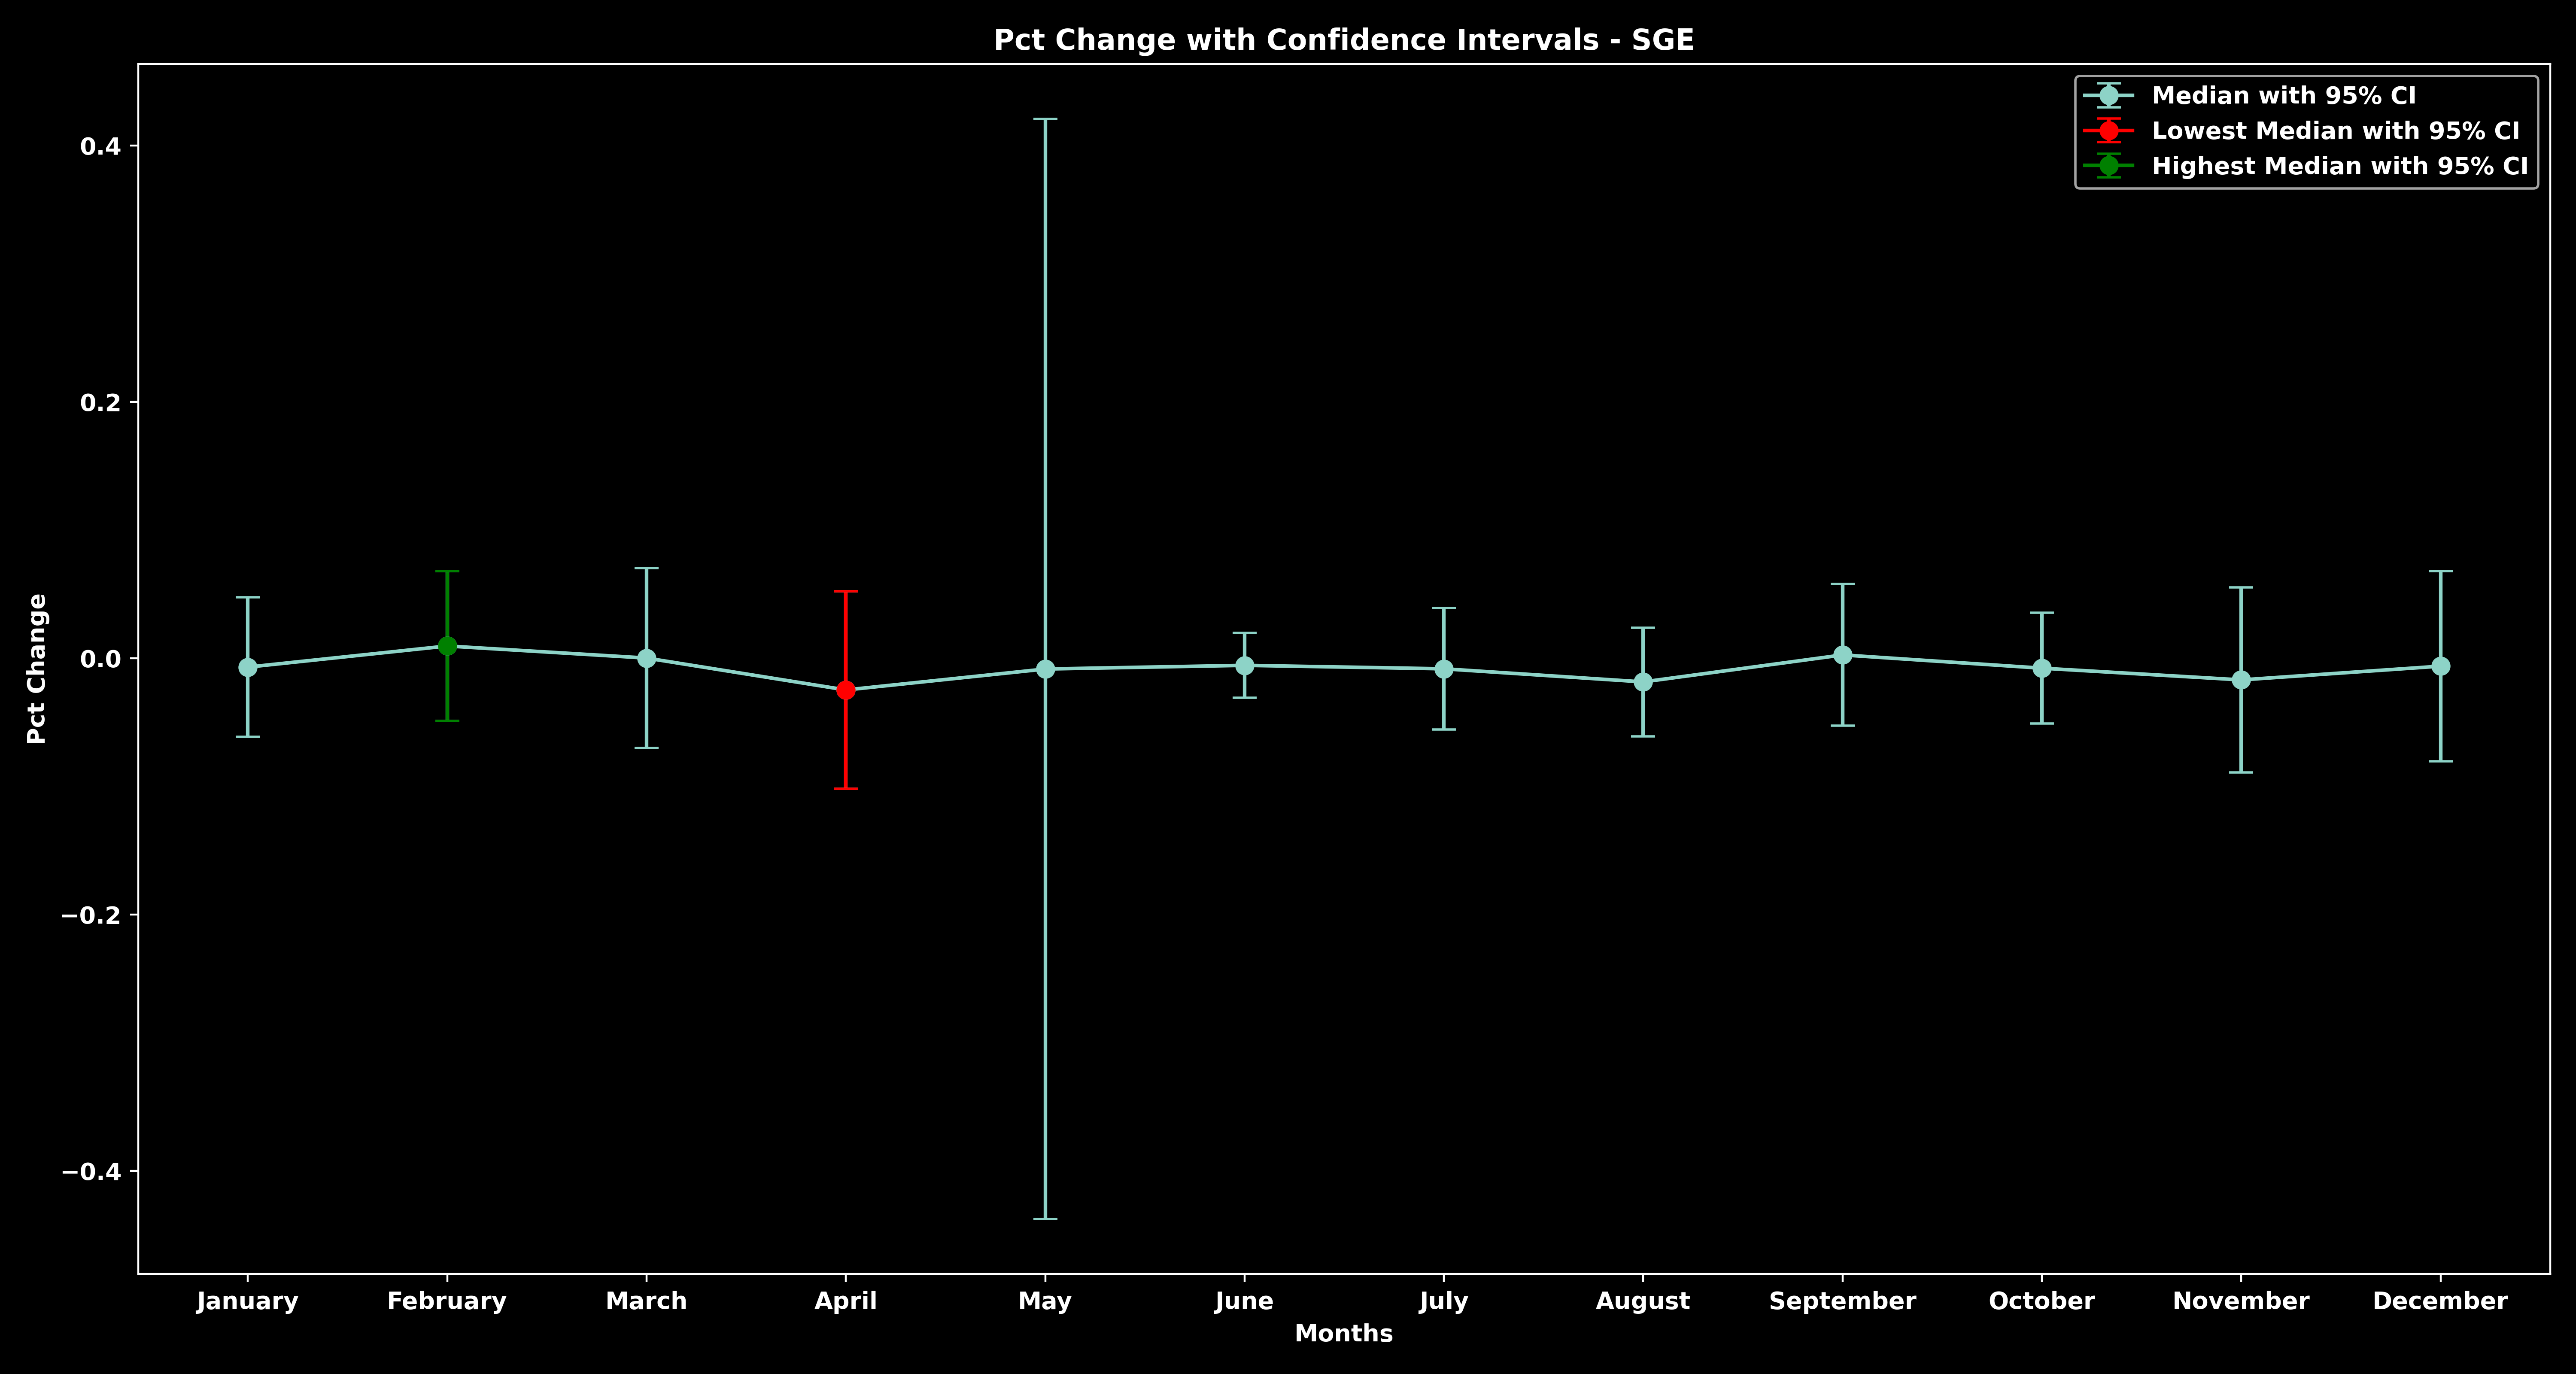 Pct Change with Confidence Intervals - SGE
Median with 95% CI
Lowest Median with 95% CI
Highest Median with 95% CI
Pct Change
0.4
0.2
0.0
−0.2
−0.4
January February March April May June July August September October November December
Months